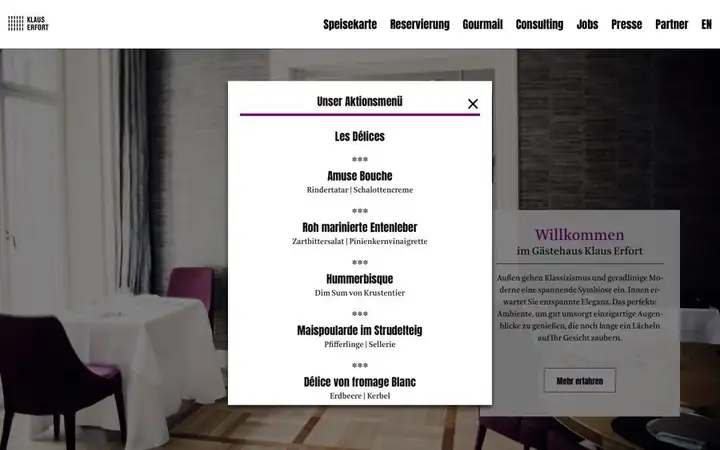 KLAUS
ERFORT
Speisekarte Reservierung Gourmail Consulting Jobs Presse Partner EN
Unser Aktionsmenü
Les Délices
***
Amuse Bouche
Rindertatar | Schalottencreme
***
Roh marinierte Entenleber
Zartbittersalat | Pinienkernvinaigrette
***
Hummerbisque
Dim Sum von Krustentier
***
Maispoularde im Strudelteig
Pfifferlinge | Sellerie
***
Délice von fromage Blanc
Erdbeere | Kerbel
Willkommen
im Gästehaus Klaus Erfort
Außen gehen Klassizismus und geradlinige Mo-
derne eine spannende Symbiose ein. Innen er-
wartet Sie entspannte Eleganz. Das perfekte
Ambiente, um gut umsorgt einzigartige Augen-
blicke zu genießen, die noch lange ein Lächeln
auf Ihr Gesicht zaubern.
Mehr erfahren